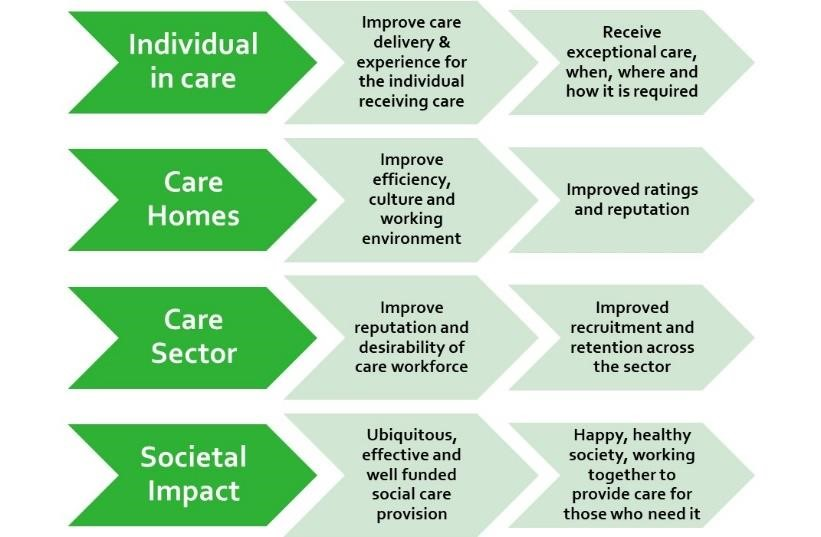 Individual
in care
Improve care
delivery &
experience for
the individual
receiving care
Receive
exceptional care,
when, where and
how it is required
Care
Homes
Improve
efficiency,
culture and
working
environment
Improved ratings
and reputation
Care
Sector
Improve
reputation and
desirability of
care workforce
Improved
recruitment and
retention across
the sector
Societal
Impact
Ubiquitous,
effective and
well funded
social care
provision
Happy, healthy
society, working
together to
provide care for
those who need it